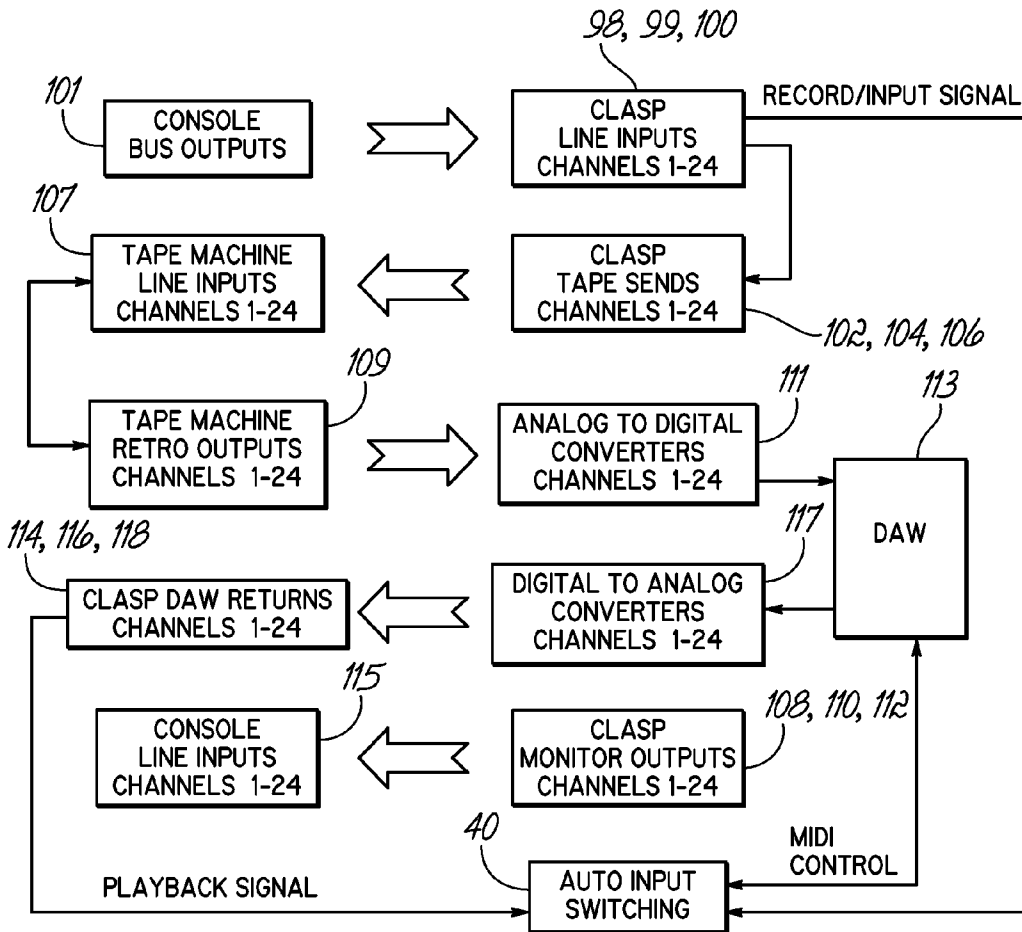 98, 99, 100
101
CONSOLE
BUS OUTPUTS
CLASP
LINE INPUTS
CHANNELS 1-24
RECORD/INPUT SIGNAL
107
TAPE MACHINE
LINE INPUTS
CHANNELS 1-24
CLASP
TAPE SENDS
CHANNELS 1-24
102, 104, 106
109
TAPE MACHINE
RETRO OUTPUTS
CHANNELS 1-24
111
ANALOG TO DIGITAL
CONVERTERS
CHANNELS 1-24
113
DAW
114, 116, 118
CLASP DAW RETURNS
CHANNELS 1-24
117
DIGITAL TO ANALOG
CONVERTERS
CHANNELS 1-24
115
CONSOLE
LINE INPUTS
CHANNELS 1-24
CLASP
MONITOR OUTPUTS
CHANNELS 1-24
108, 110, 112
40
MIDI
CONTROL
PLAYBACK SIGNAL
AUTO INPUT
SWITCHING